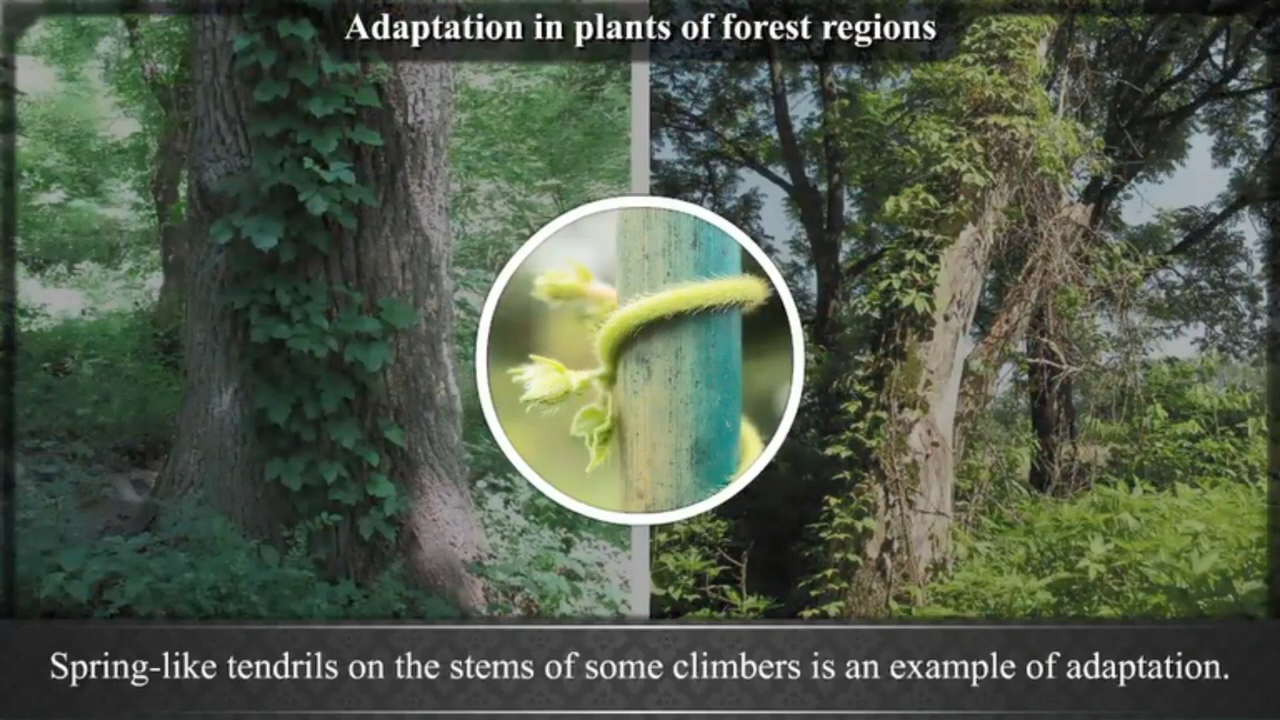 Adaptation in plants of forest regions
Spring-like tendrils on the stems of some climbers is an example of adaptation.